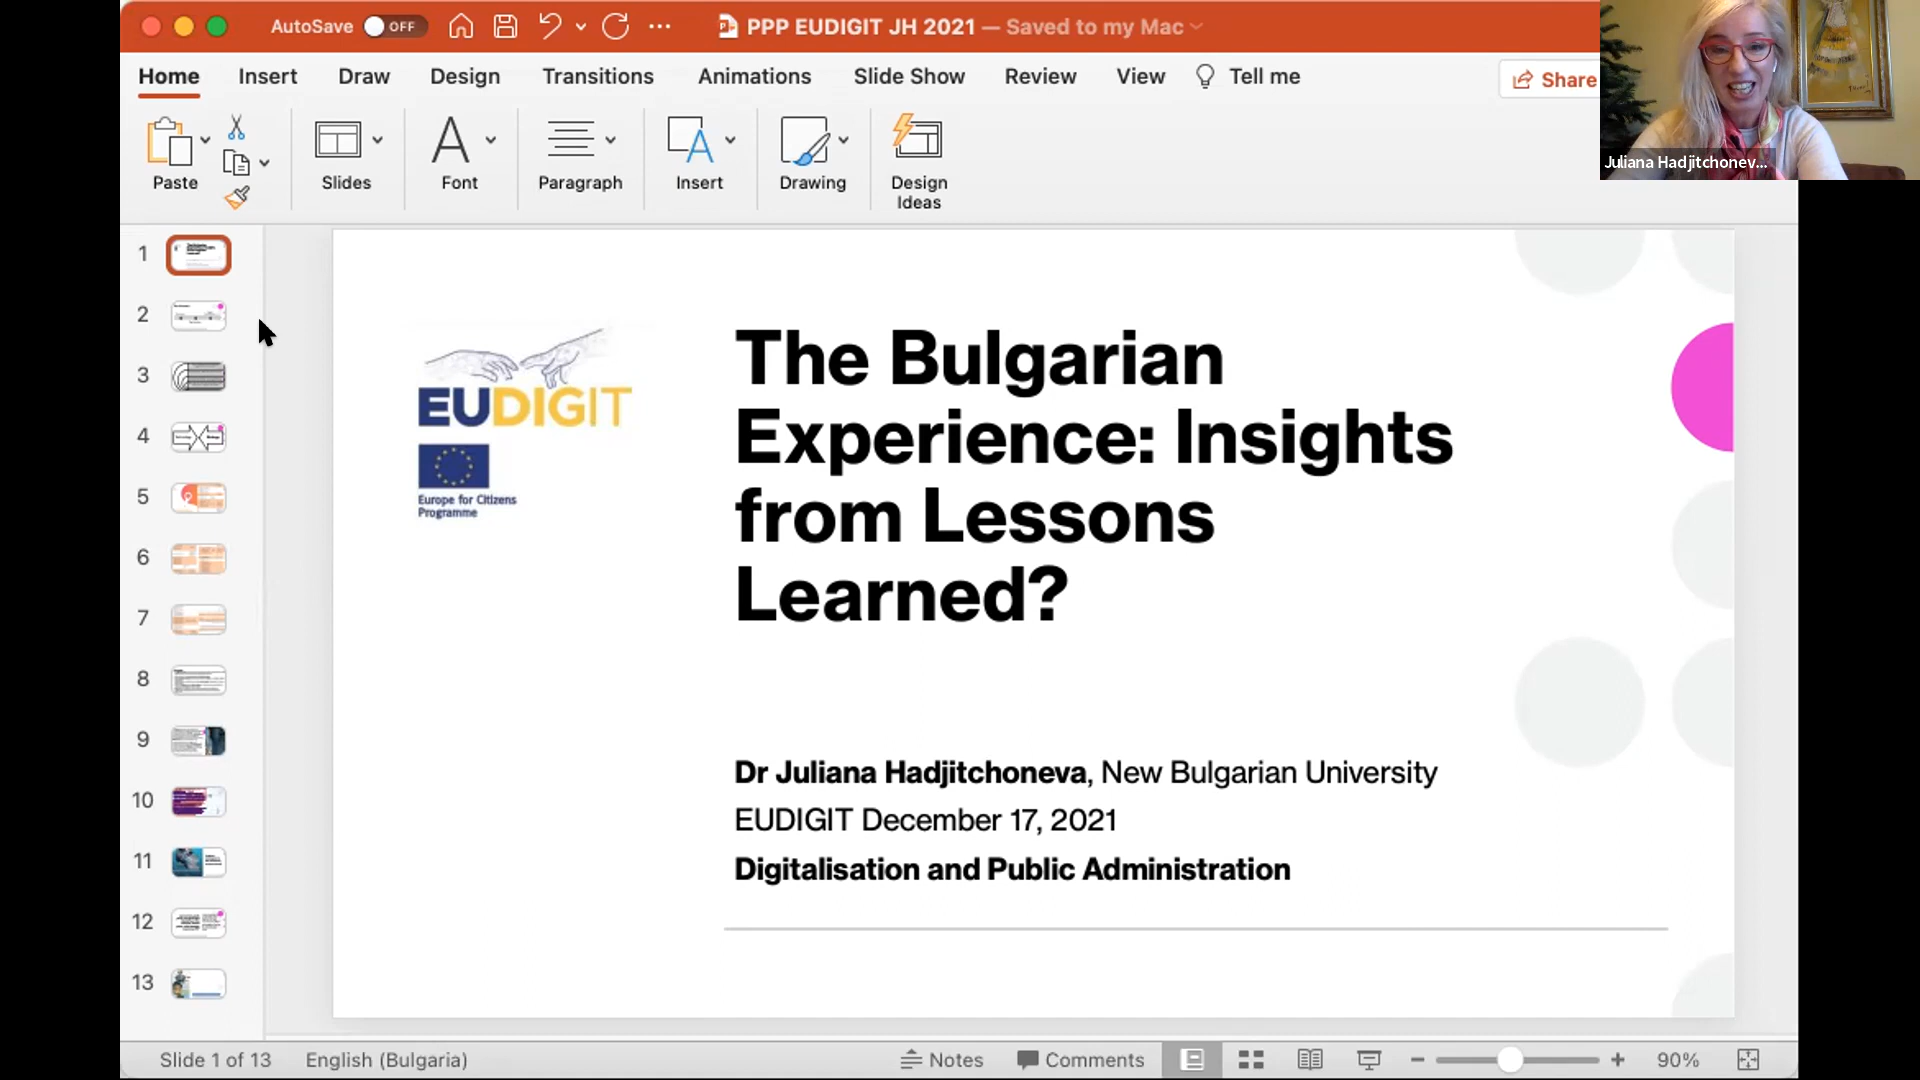 AutoSave
OFF
PPP EUDIGIT JH 2021 — Saved to my Mac
Home
Insert
Draw
Design
Transitions
Animations
Slide Show
Review
View
Tell me
Share
Paste
Slides
Font
Paragraph
Insert
Drawing
Design
Ideas
Juliana Hadjitchonev...
1
2
3
4
5
6
7
8
9
10
11
12
13
EUDIGIT
Europe for Citizens
Programme
The Bulgarian
Experience: Insights
from Lessons
Learned?
Dr Juliana Hadjitchoneva, New Bulgarian University
EUDIGIT December 17, 2021
Digitalisation and Public Administration
Slide 1 of 13
English (Bulgaria)
Notes
Comments
90%